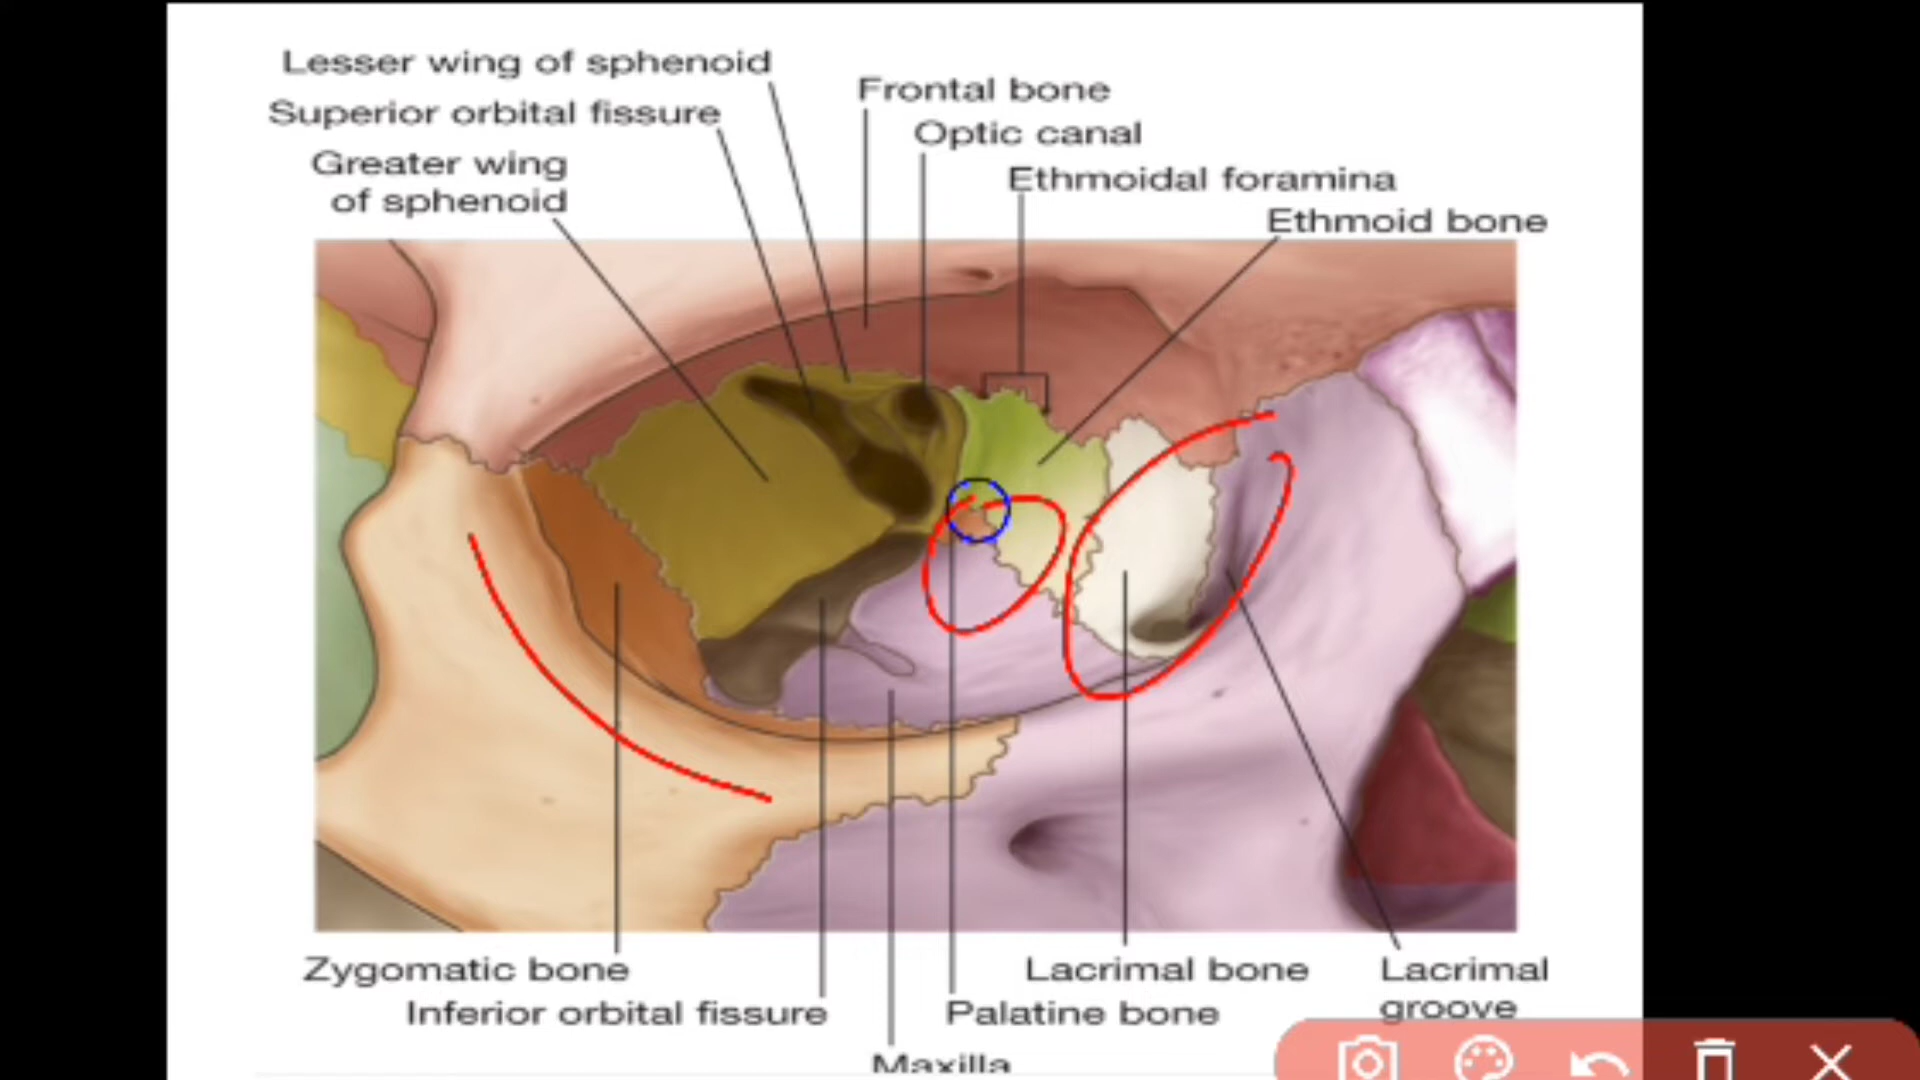 Lesser wing of sphenoid
Superior orbital fissure
Greater wing
of sphenoid
Frontal bone
Optic canal
Ethmoidal foramina
Ethmoid bone
Zygomatic bone
Inferior orbital fissure
Maxilla
Palatine bone
Lacrimal bone
Lacrimal
groove